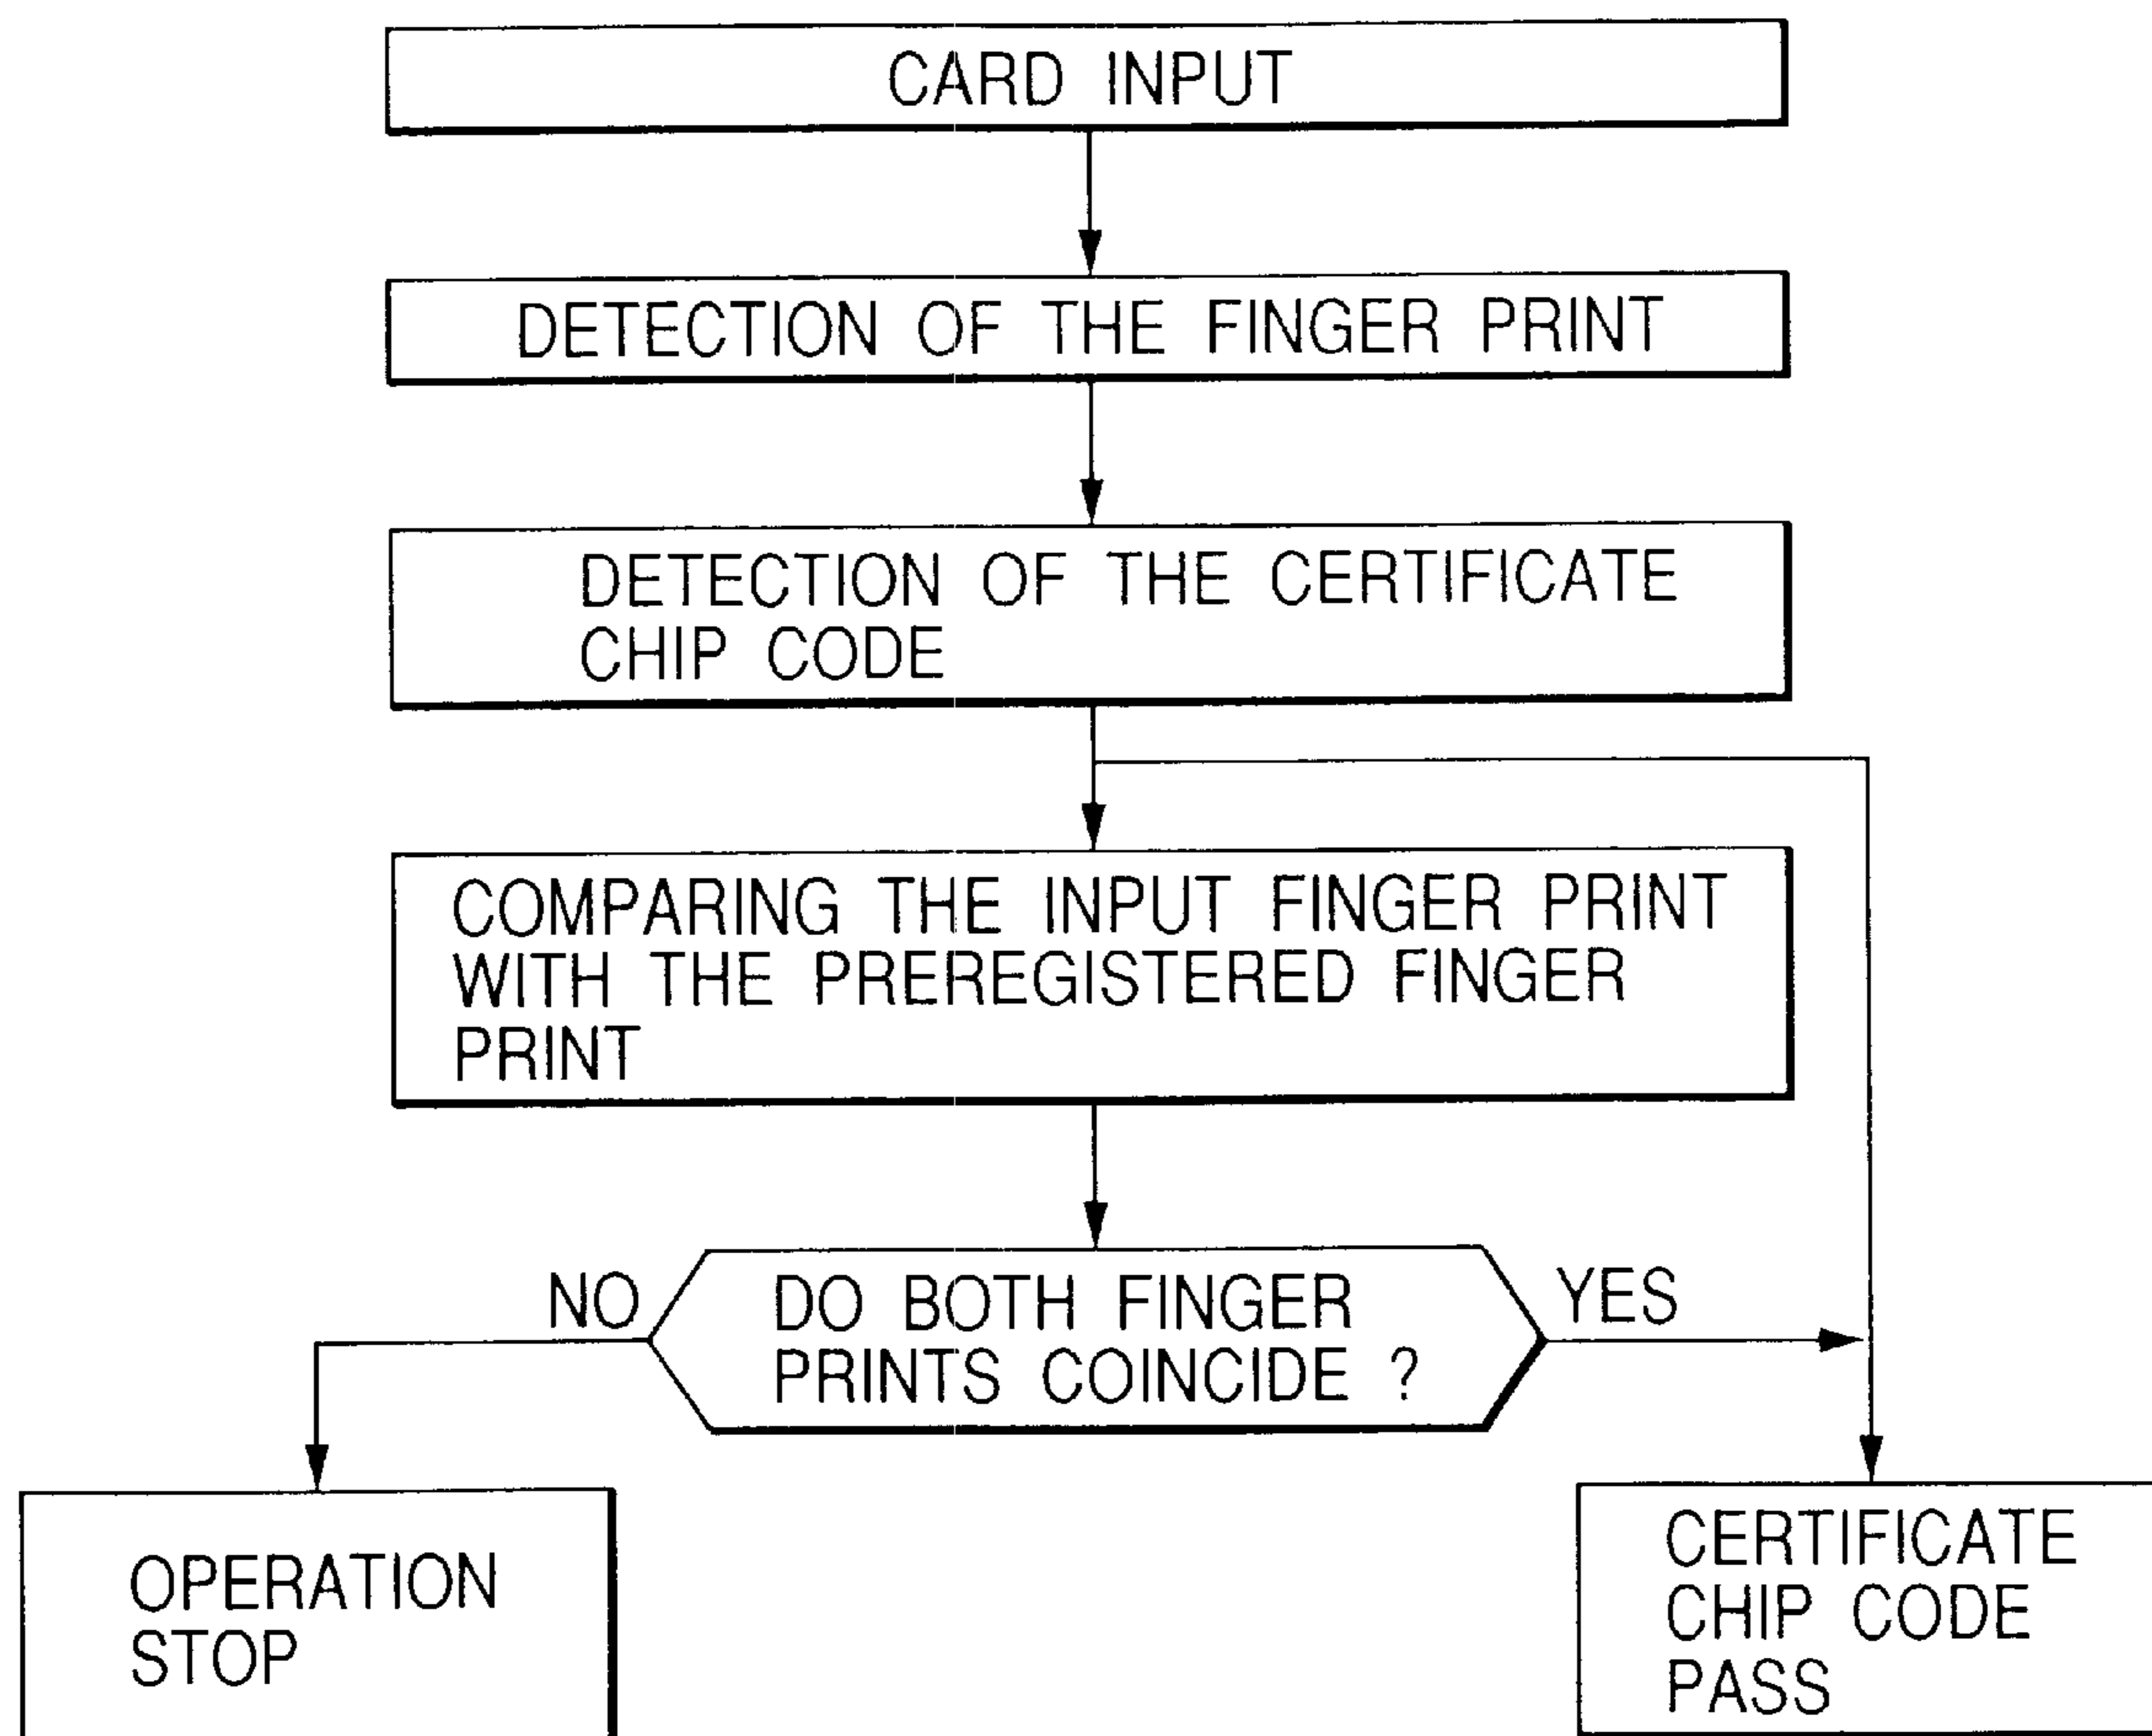 CARD INPUT
DETECTION OF THE FINGER PRINT
DETECTION OF THE CERTIFICATE
CHIP CODE
COMPARING THE INPUT FINGER PRINT
WITH THE PREREGISTERED FINGER
PRINT
NO
DO BOTH FINGER
PRINTS COINCIDE ?
YES
OPERATION
STOP
CERTIFICATE
CHIP CODE
PASS